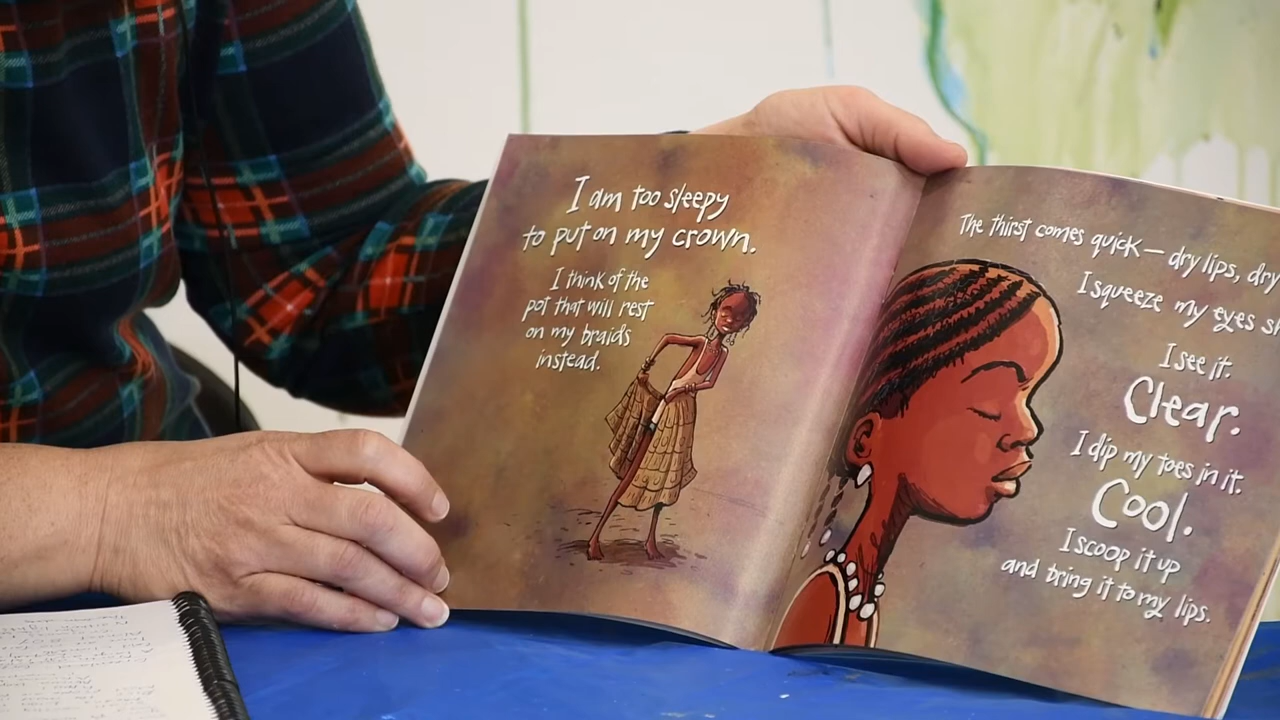 I am too sleepy
to put on my crown.
I think of the
pot that will rest
on my braids
instead.
The thirst comes quick — dry lips, dry
I squeeze my eyes
I see it.
Clear.
I dip my toes in it.
Cool.
I scoop it up
and bring it to my lips.